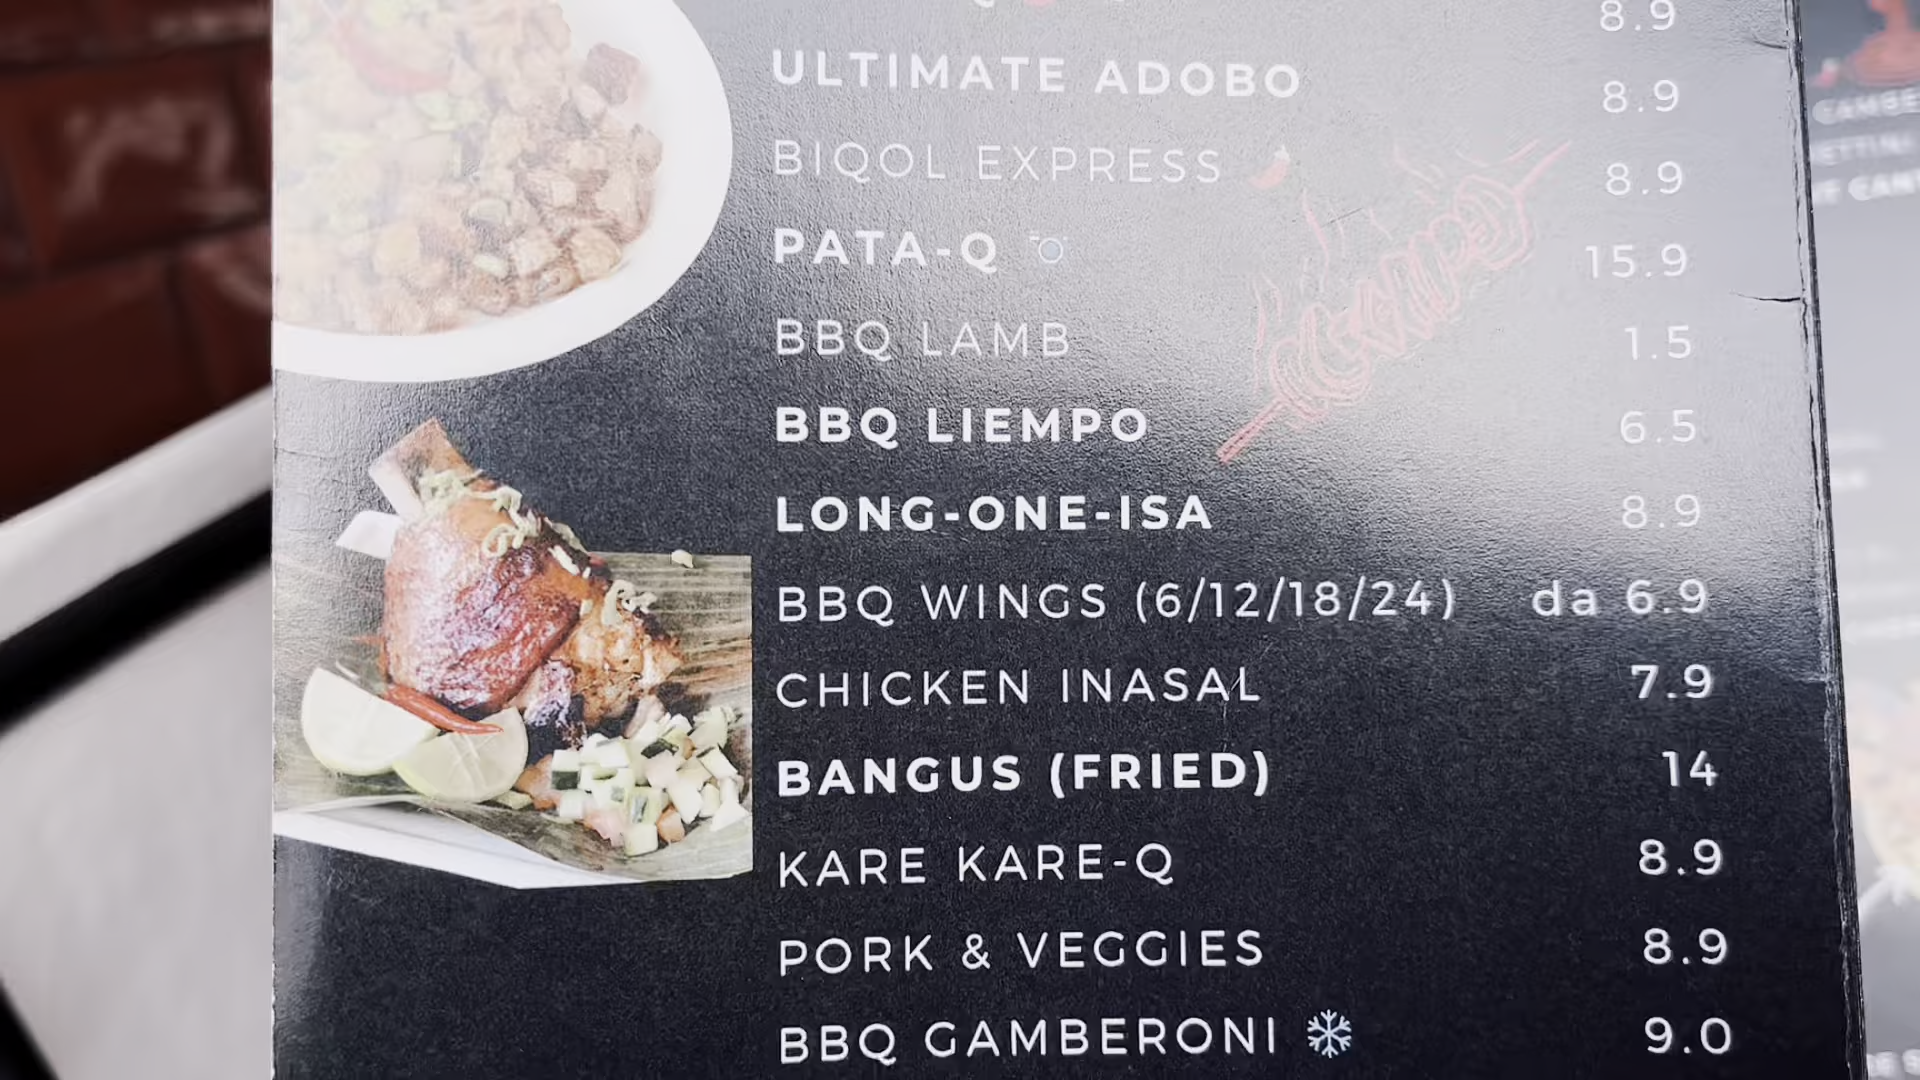 8.9
ULTIMATE ADOBO 8.9
BIQOL EXPRESS 8.9
PATA-Q 15.9
BBQ LAMB 1.5
BBQ LIEMPO 6.5
LONG-ONE-ISA 8.9
BBQ WINGS (6/12/18/24) da 6.9
CHICKEN INASAL 7.9
BANGUS (FRIED) 14
KARE KARE-Q 8.9
PORK & VEGGIES 8.9
BBQ GAMBERONI 9.0